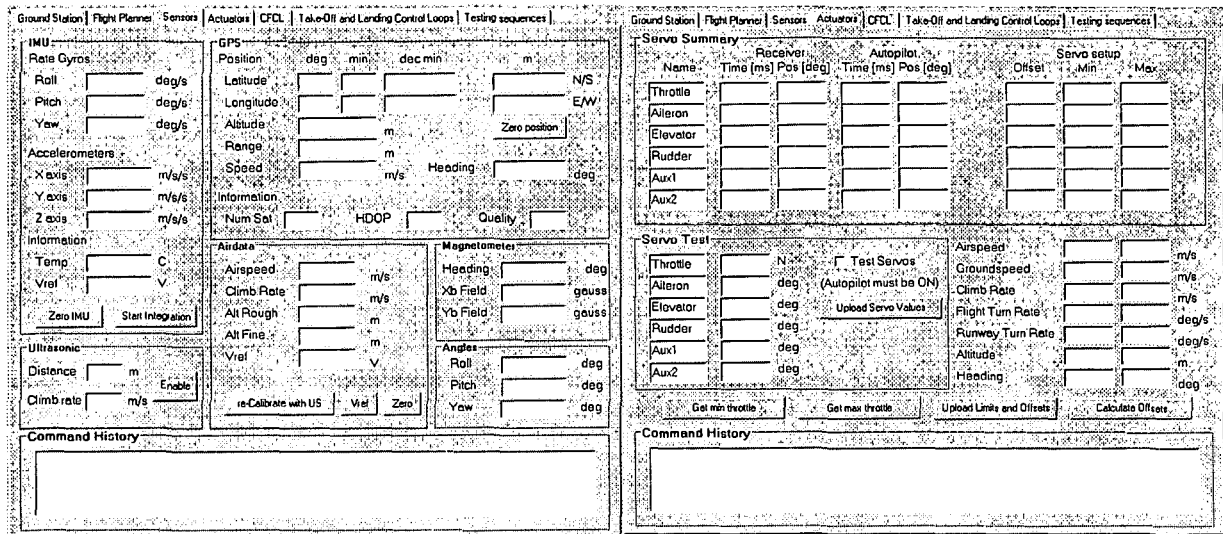 Ground Station | Flight Planner | Sensors | Actuators | CFCL | Take-Off and Landing Control Loops | Testing sequences
IMU
Rate Gyros
Roll deg/s
Pitch deg/s
Yaw deg/s
Accelerometers
X axis m/s/s
Y axis m/s/s
Z axis m/s/s
Information
Temp C
Vref V
Zero IMU Start Integration
Ultrasonic
Distance m
Climb rate m/s
Enable
GPS
Position deg min dec min m
Latitude N/S
Longitude E/W
Altitude m
Zero position
Range m
Speed m/s Heading deg
Information
Num Sat HDOP Quality
Airdata
Airspeed m/s
Climb Rate m/s
Alt Rough m
Alt Fine m
Vref V
re-Calibrate with US Vref Zero
Magnetometer
Heading deg
Xb Field gauss
Yb Field gauss
Angles
Roll deg
Pitch deg
Yaw deg
Command History
Ground Station | Flight Planner | Sensors | Actuators | CFCL | Take-Off and Landing Control Loops | Testing sequences
Servo Summary
Receiver Autopilot Servo setup
Name Time [ms] Pos [deg] Time [ms] Pos [deg] Offset Min Max
Throttle
Aileron
Elevator
Rudder
Aux1
Aux2
Servo Test
Throttle N
Aileron deg
Elevator deg
Rudder deg
Aux1 deg
Aux2 deg
Test Servos
(Autopilot must be ON)
Upload Servo Values
Airspeed m/s
Groundspeed m/s
Climb Rate m/s
Flight Turn Rate deg/s
Runway Turn Rate deg/s
Altitude m
Heading deg
Get min throttle Get max throttle Upload Limits and Offsets Calculate Offsets
Command History